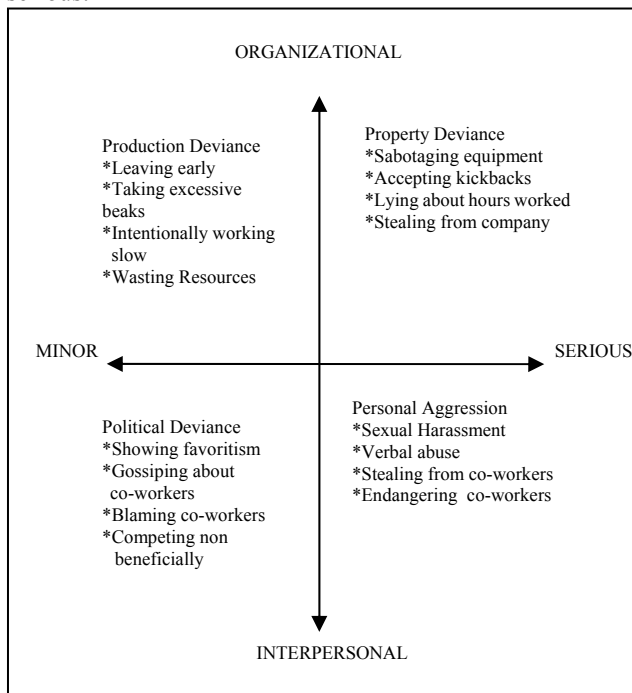 ORGANIZATIONAL
Production Deviance
*Leaving early
*Taking excessive
beaks
*Intentionally working
slow
*Wasting Resources
Property Deviance
*Sabotaging equipment
*Accepting kickbacks
*Lying about hours worked
*Stealing from company
MINOR
SERIOUS
Political Deviance
*Showing favoritism
*Gossiping about
co-workers
*Blaming co-workers
*Competing non
beneficially
Personal Aggression
*Sexual Harassment
*Verbal abuse
*Stealing from co-workers
*Endangering co-workers
INTERPERSONAL